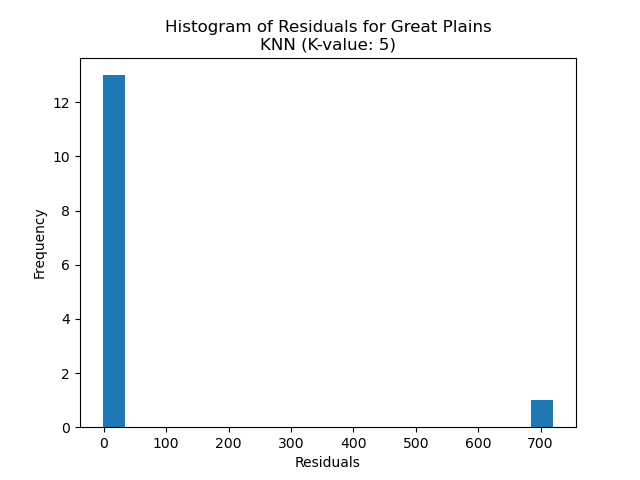 Histogram of Residuals for Great Plains
KNN (K-value: 5)
12
10
8
6
4
2
0
Frequency
0 100 200 300 400 500 600 700
Residuals